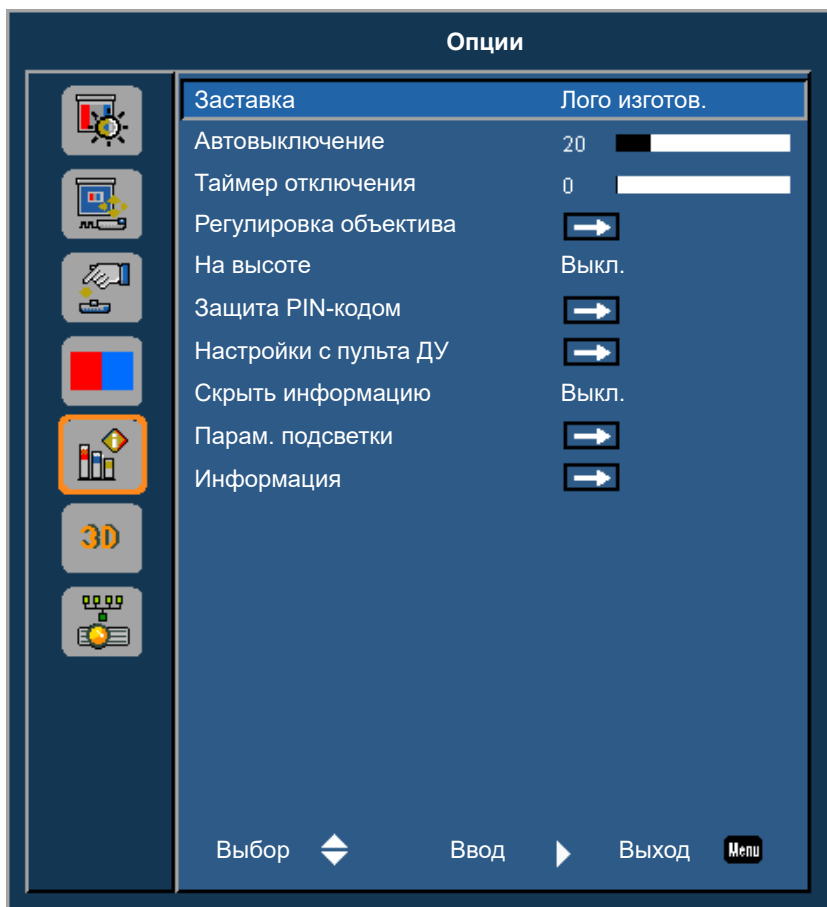 Опции
Заставка Лого изготов.
Автовыключение 20
Таймер отключения 0
Регулировка объектива
На высоте Выкл.
Защита PIN-кодом
Настройки с пульта ДУ
Скрыть информацию Выкл.
Парам. подсветки
Информация
3D
Выбор Ввод Выход Menu